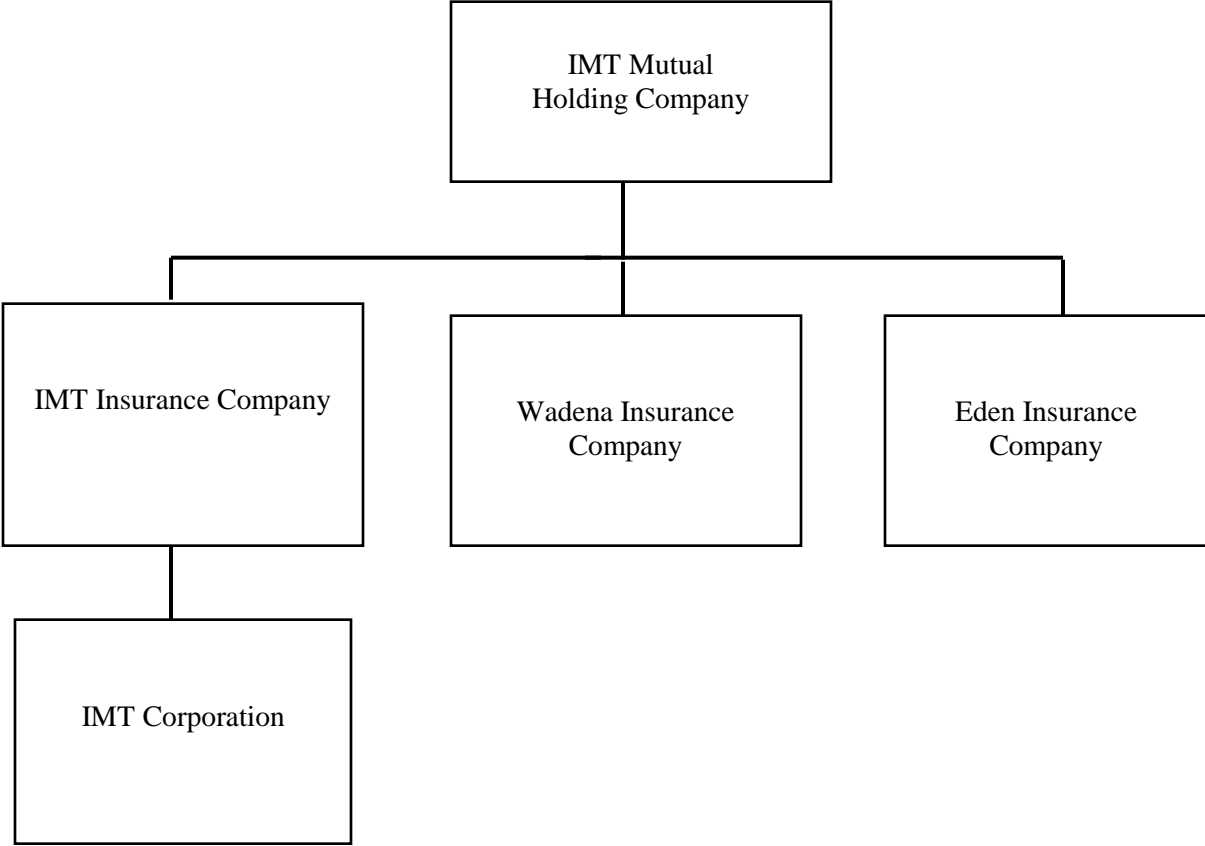 IMT Mutual
Holding Company
IMT Insurance Company
Wadena Insurance
Company
Eden Insurance
Company
IMT Corporation